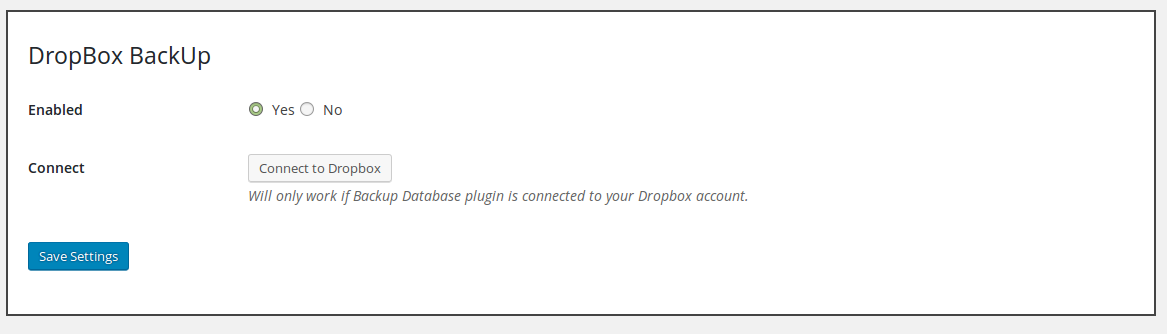 DropBox BackUp
Enabled Yes No
Connect Connect to Dropbox
Will only work if Backup Database plugin is connected to your Dropbox account.
Save Settings